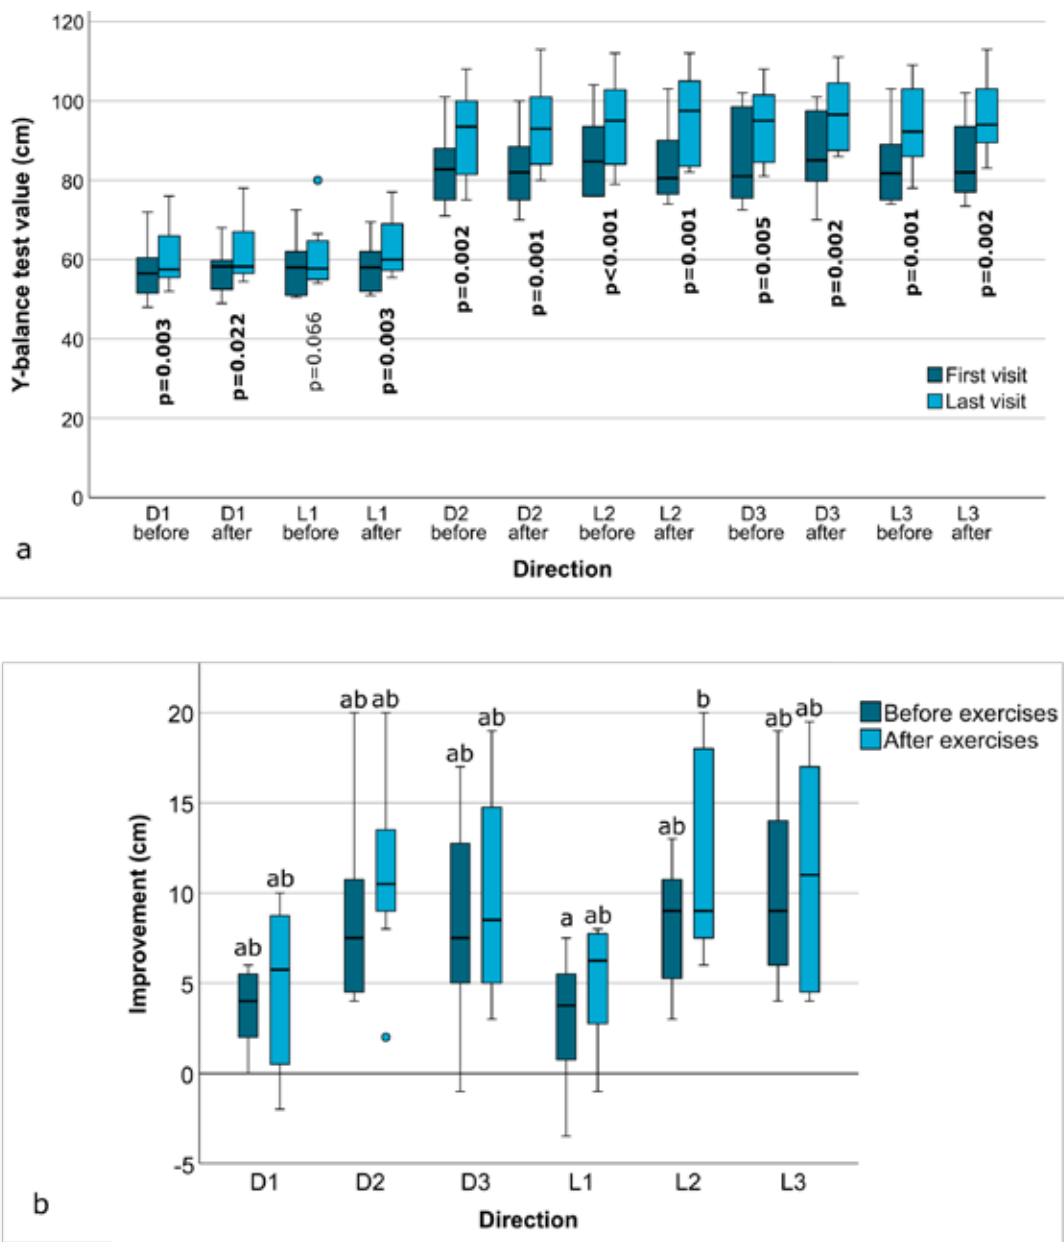 120
100
80
60
40
20
0
Y-balance test value (cm)
p=0.003
p=0.022
p=0.066
p=0.003
p=0.002
p=0.001
p<0.001
p=0.001
p=0.005
p=0.002
p=0.001
p=0.002
First visit
Last visit
D1 before
D1 after
L1 before
L1 after
D2 before
D2 after
L2 before
L2 after
D3 before
D3 after
L3 before
L3 after
Direction
a
20
15
10
5
0
-5
Improvement (cm)
ab
ab
ab
ab
ab
ab
a
ab
ab
b
ab
ab
Before exercises
After exercises
D1
D2
D3
L1
L2
L3
Direction
b